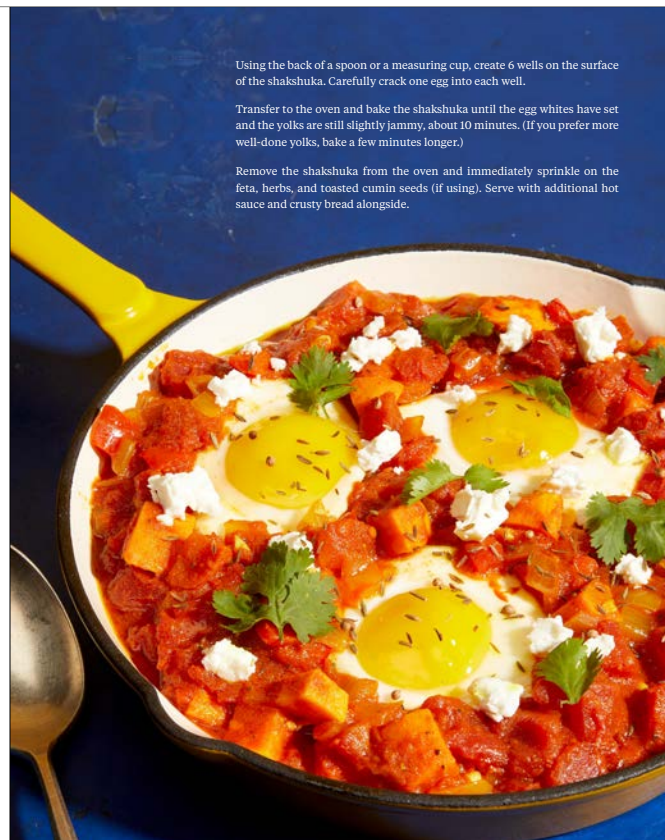 Using the back of a spoon or a measuring cup, create 6 wells on the surface
of the shakshuka. Carefully crack one egg into each well.
Transfer to the oven and bake the shakshuka until the egg whites have set
and the yolks are still slightly jammy, about 10 minutes. (If you prefer more
well-done yolks, bake a few minutes longer.)
Remove the shakshuka from the oven and immediately sprinkle on the
feta, herbs, and toasted cumin seeds (if using). Serve with additional hot
sauce and crusty bread alongside.